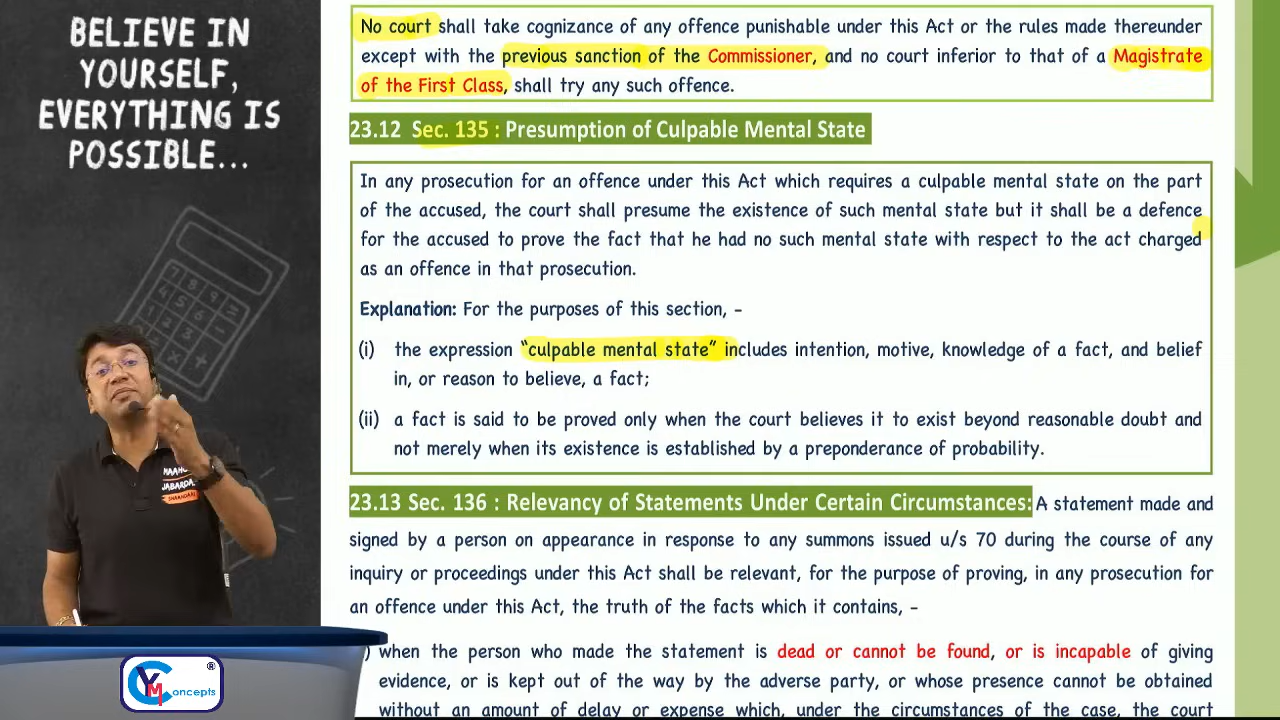 BELIEVE IN
YOURSELF,
EVERYTHING IS
POSSIBLE...
No court shall take cognizance of any offence punishable under this Act or the rules made thereunder
except with the previous sanction of the Commissioner, and no court inferior to that of a Magistrate
of the First Class, shall try any such offence.
23.12 Sec. 135 : Presumption of Culpable Mental State
In any prosecution for an offence under this Act which requires a culpable mental state on the part
of the accused, the court shall presume the existence of such mental state but it shall be a defence
for the accused to prove the fact that he had no such mental state with respect to the act charged
as an offence in that prosecution.
Explanation: For the purposes of this section, –
(i) the expression “culpable mental state” includes intention, motive, knowledge of a fact, and belief
in, or reason to believe, a fact;
(ii) a fact is said to be proved only when the court believes it to exist beyond reasonable doubt and
not merely when its existence is established by a preponderance of probability.
23.13 Sec. 136 : Relevancy of Statements Under Certain Circumstances: A statement made and
signed by a person on appearance in response to any summons issued u/s 70 during the course of any
inquiry or proceedings under this Act shall be relevant, for the purpose of proving, in any prosecution for
an offence under this Act, the truth of the facts which it contains, –
) when the person who made the statement is dead or cannot be found, or is incapable of giving
evidence, or is kept out of the way by the adverse party, or whose presence cannot be obtained
without an amount of delay or expense which, under the circumstances of the case, the court
7 8 9
4 5 6
1 2 3
JABARDA
SHAANDAAR
YM
Concepts
®